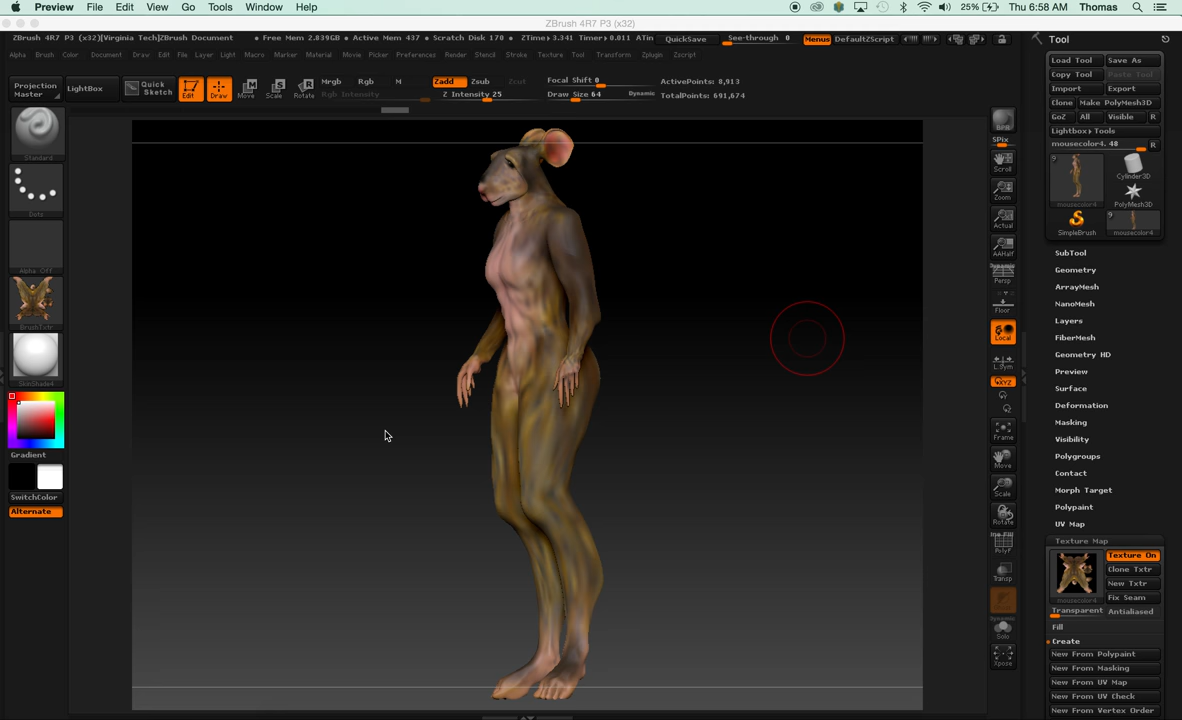 Preview File Edit View Go Tools Window Help 25% Thu 6:58 AM Thomas
ZBrush 4R7 P3 (x32)
ZBrush 4R7 P3 (x32)[Virginia Tech]ZBrush Document • Free Mem 2.839GB • Active Mem 437 • Scratch Disk 170 • ZTime▸3.341 Timer▸0.011 ATin QuickSave See-through 0 Menus DefaultZScript
Alpha Brush Color Document Draw Edit File Layer Light Macro Marker Material Movie Picker Preferences Render Stencil Stroke Texture Tool Transform Zplugin Zscript
Projection Master
LightBox
Quick Sketch
Edit Draw Move Scale Rotate
Mrgb Rgb M
Rgb Intensity
Zadd Zsub Zcut
Z Intensity 25
Focal Shift 0
Draw Size 64 Dynamic
ActivePoints: 8,913
TotalPoints: 691,674
Standard
Dots
Alpha Off
BrushTxtr
SkinShade4
Gradient
SwitchColor
Alternate
BPR
SPix
Scroll
Zoom
Actual
AAHalf
Dynamic
Persp
Floor
Local
L.Sym
XYZ
Frame
Move
Scale
Rotate
PolyF
Transp
Dynamic
Solo
Xpose
Tool
Load Tool Save As
Copy Tool Paste Tool
Import Export
Clone Make PolyMesh3D
GoZ All Visible R
Lightbox▸Tools
mousecolor4. 48 R
9
mousecolor4
Cylinder3D
PolyMesh3D
SimpleBrush
9
mousecolor4
SubTool
Geometry
ArrayMesh
NanoMesh
Layers
FiberMesh
Geometry HD
Preview
Surface
Deformation
Masking
Visibility
Polygroups
Contact
Morph Target
Polypaint
UV Map
Texture Map
Texture On
Clone Txtr
New Txtr
mousecolor4
Fix Seam
Transparent Antialiased
Fill
Create
New From Polypaint
New From Masking
New From UV Map
New From UV Check
New From Vertex Order